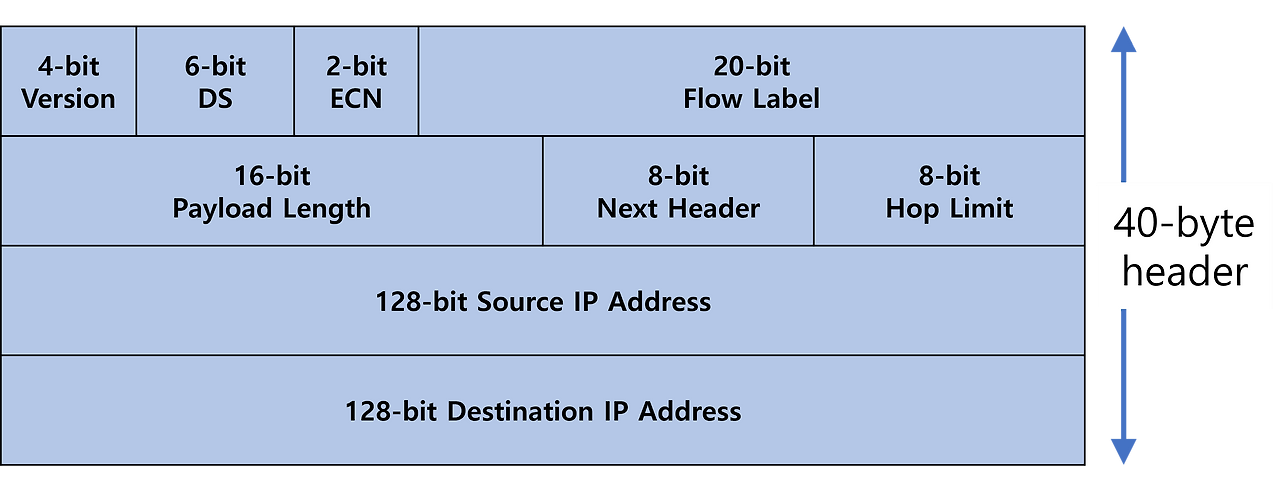 4-bit
Version
6-bit
DS
2-bit
ECN
20-bit
Flow Label
16-bit
Payload Length
8-bit
Next Header
8-bit
Hop Limit
128-bit Source IP Address
128-bit Destination IP Address
40-byte
header